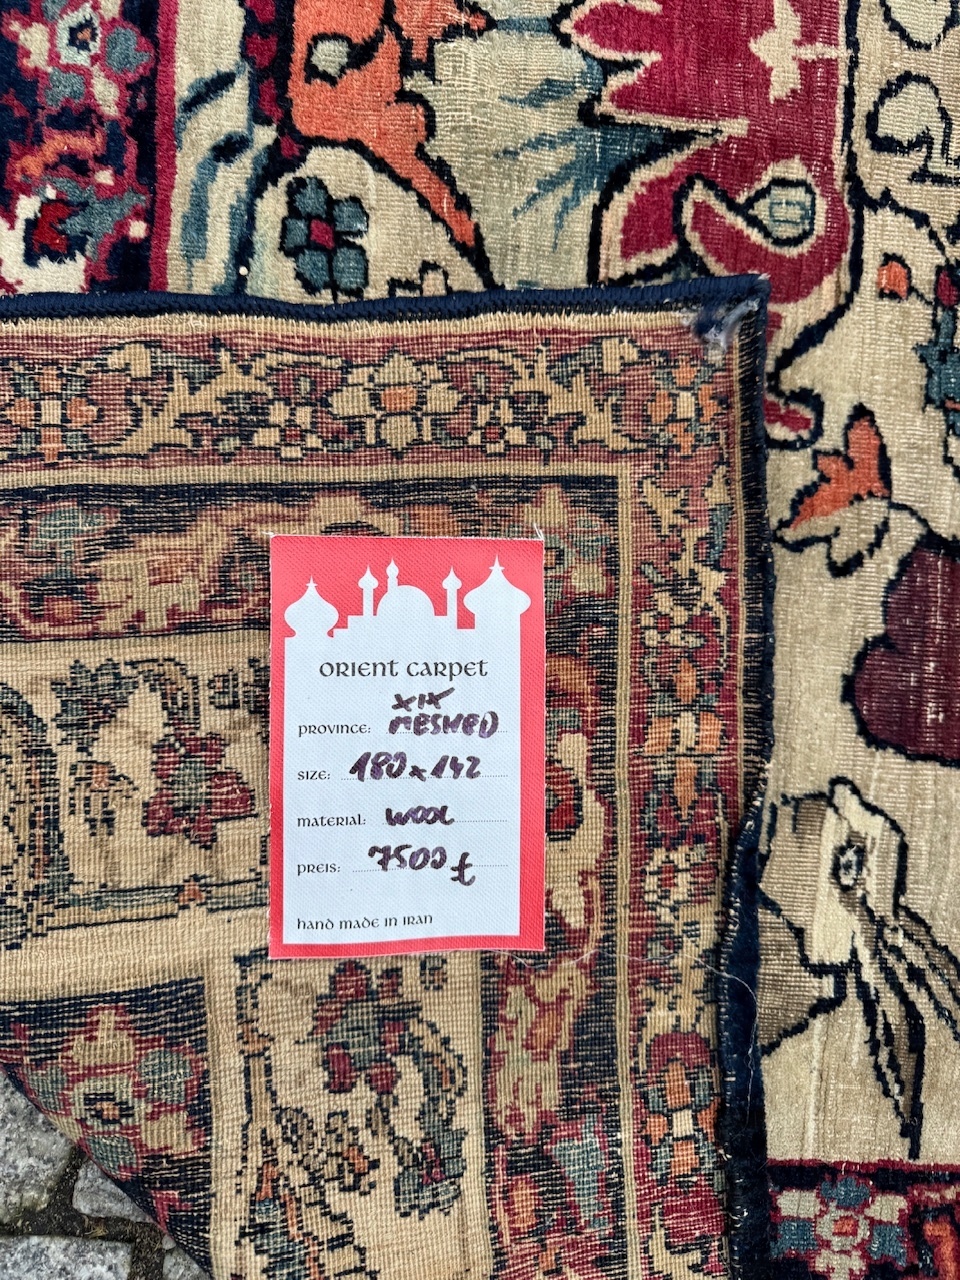 ORIENT CARPET
XIX
PROVINCE: MESHED
SIZE: 180 x 142
MATERIAL: WOOL
PREIS: 7500 £
HAND MADE IN IRAN